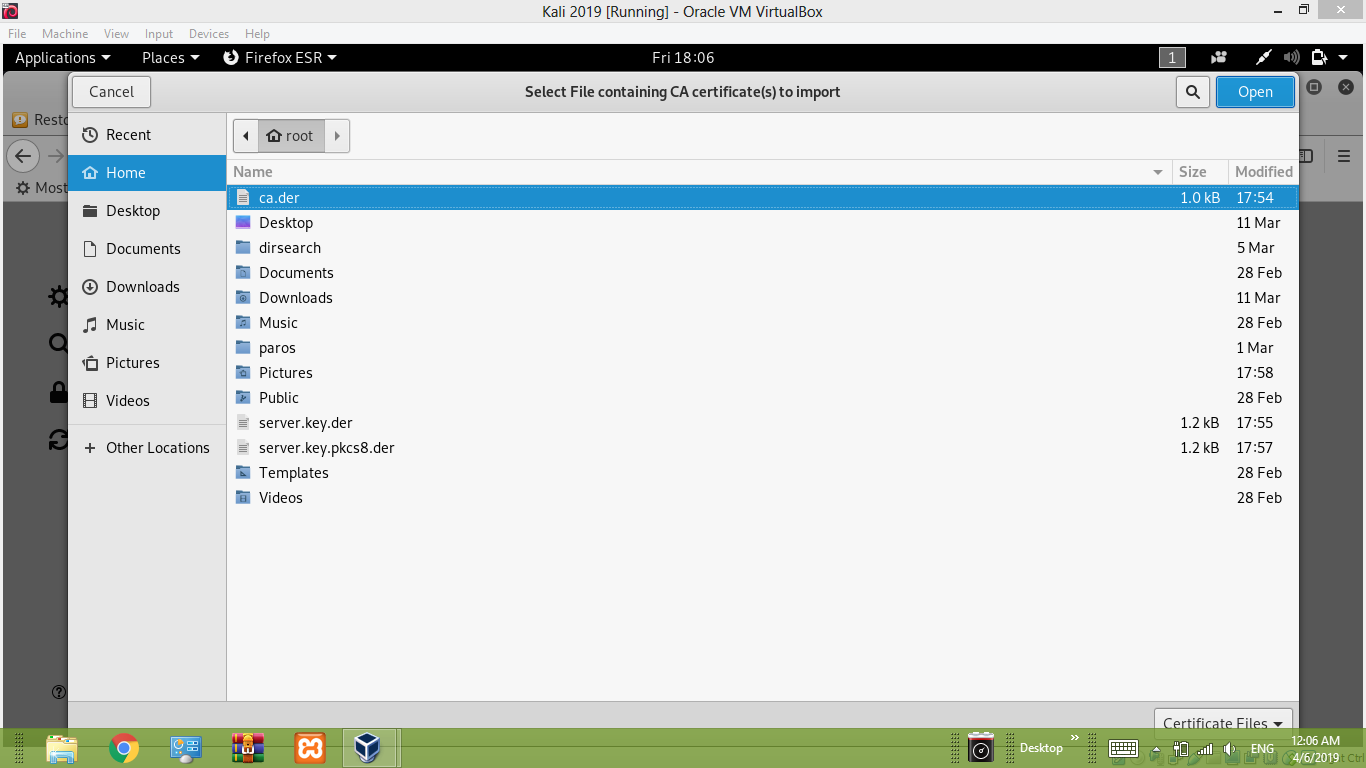 Kali 2019 [Running] - Oracle VM VirtualBox
File Machine View Input Devices Help
Applications Places Firefox ESR Fri 18:06 1
Cancel Select File containing CA certificate(s) to import Open
Resto
Most
Recent
Home
Desktop
Documents
Downloads
Music
Pictures
Videos
+ Other Locations
root
Name Size Modified
ca.der 1.0 kB 17:54
Desktop 11 Mar
dirsearch 5 Mar
Documents 28 Feb
Downloads 11 Mar
Music 28 Feb
paros 1 Mar
Pictures 17:58
Public 28 Feb
server.key.der 1.2 kB 17:55
server.key.pkcs8.der 1.2 kB 17:57
Templates 28 Feb
Videos 28 Feb
Certificate Files
Desktop » ENG 12:06 AM
4/6/2019
Ctrl